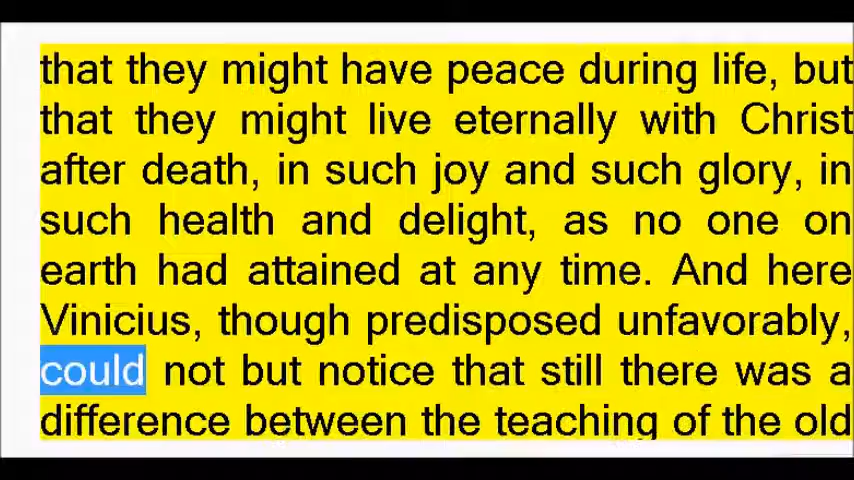 that they might have peace during life, but
that they might live eternally with Christ
after death, in such joy and such glory, in
such health and delight, as no one on
earth had attained at any time. And here
Vinicius, though predisposed unfavorably,
could not but notice that still there was a
difference between the teaching of the old